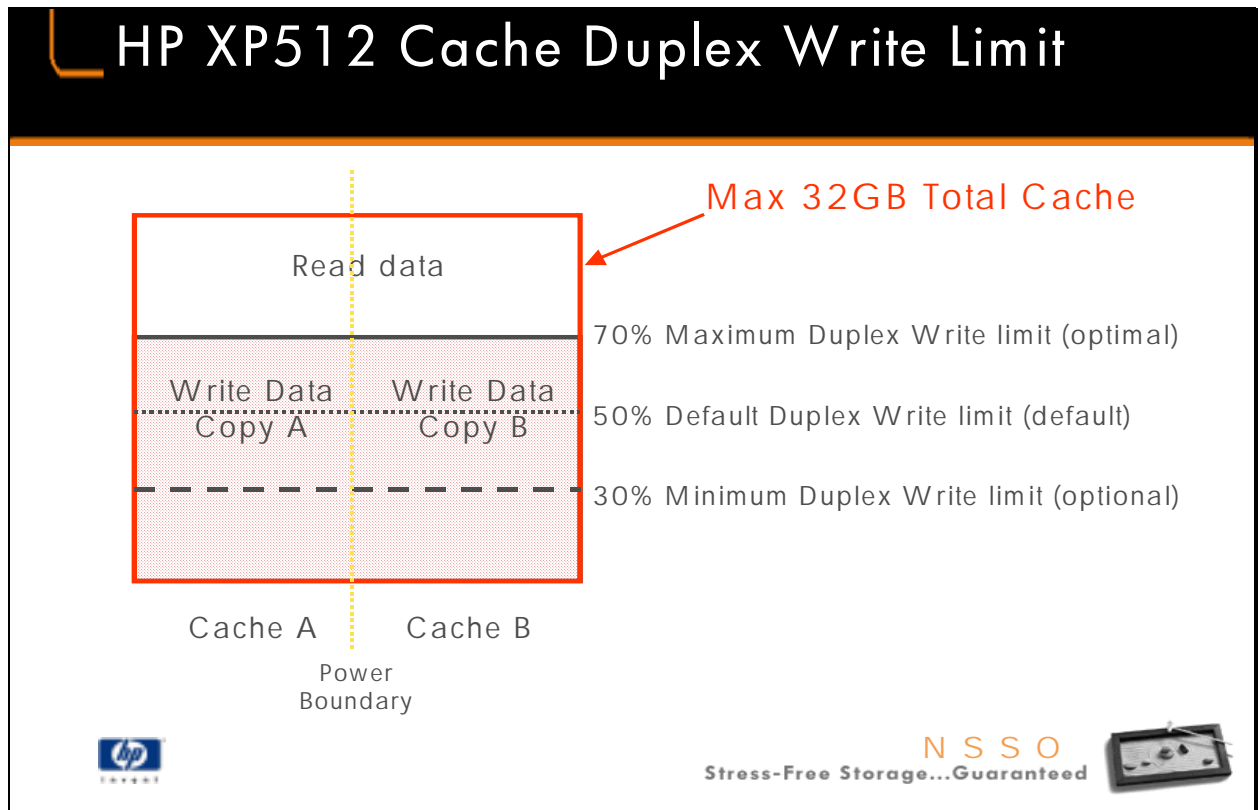 HP XP512 Cache Duplex Write Limit
Max 32GB Total Cache
Read data
70% Maximum Duplex Write limit (optimal)
Write Data Copy A
Write Data Copy B
50% Default Duplex Write limit (default)
30% Minimum Duplex Write limit (optional)
Cache A
Cache B
Power
Boundary
hp
invent
NSSO
Stress-Free Storage...Guaranteed